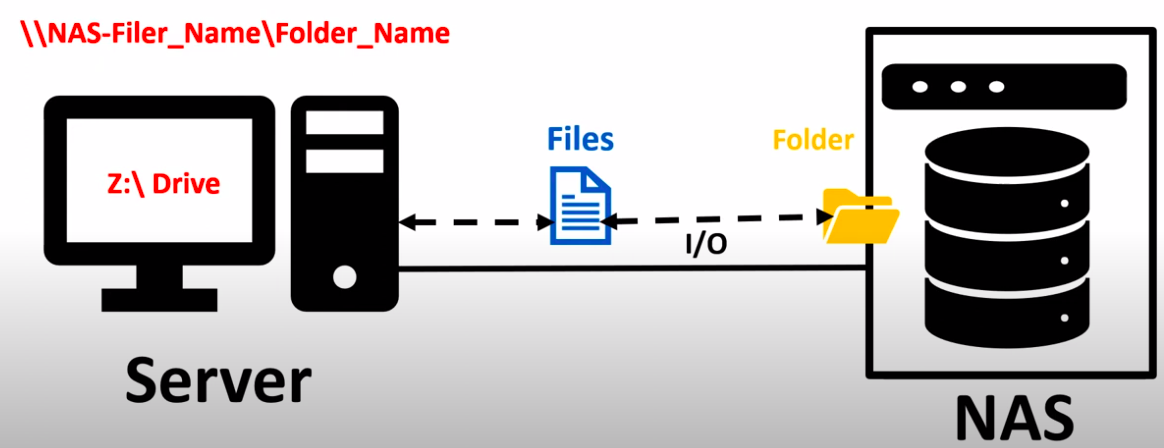 \\NAS-Filer_Name\Folder_Name
Files
Folder
Z:\ Drive
I/O
Server
NAS